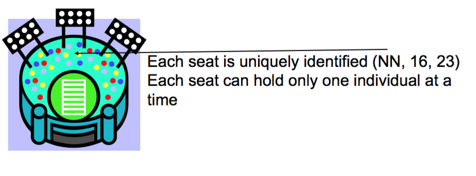 Each seat is uniquely identified (NN, 16, 23)
Each seat can hold only one individual at a
time